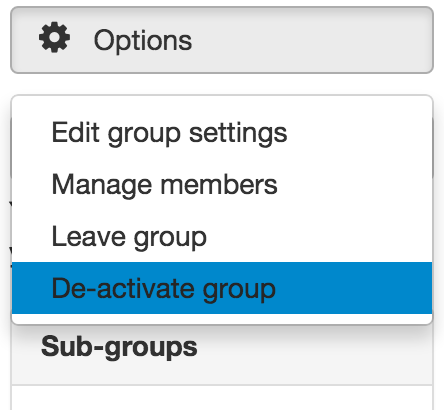 Options
Edit group settings
Manage members
Leave group
De-activate group
Sub-groups